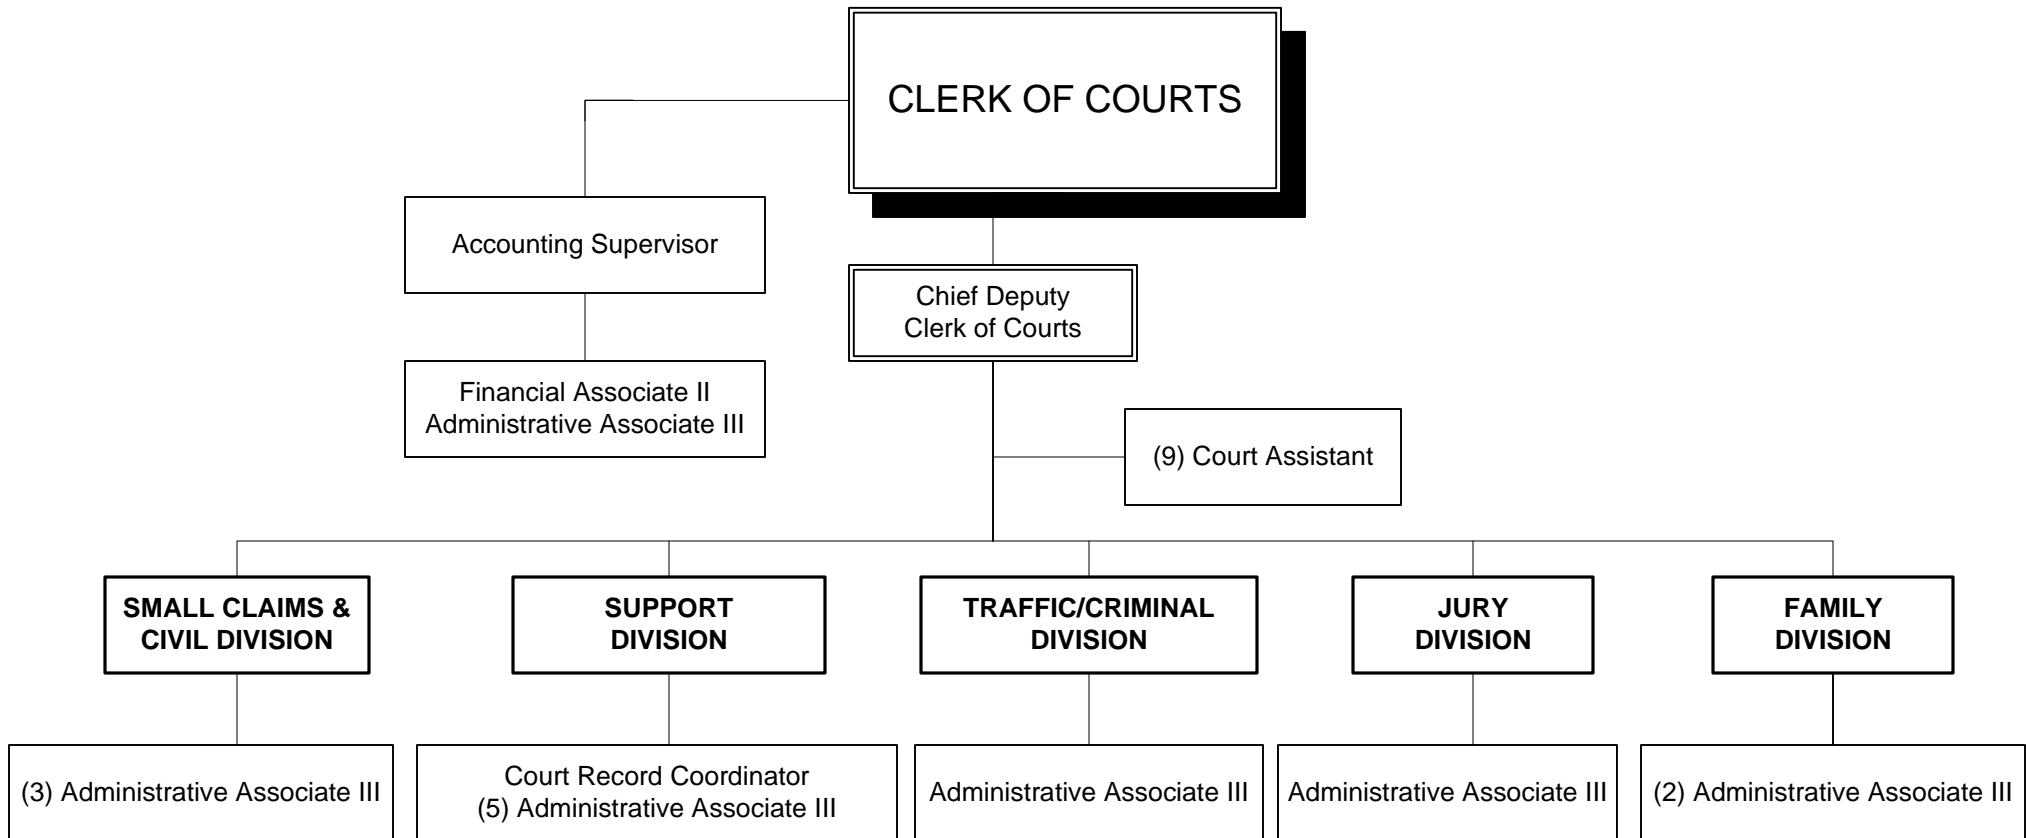 CLERK OF COURTS
Accounting Supervisor
Chief Deputy
Clerk of Courts
Financial Associate II
Administrative Associate III
(9) Court Assistant
SMALL CLAIMS &
CIVIL DIVISION
SUPPORT
DIVISION
TRAFFIC/CRIMINAL
DIVISION
JURY
DIVISION
FAMILY
DIVISION
(3) Administrative Associate III
Court Record Coordinator
(5) Administrative Associate III
Administrative Associate III
Administrative Associate III
(2) Administrative Associate III